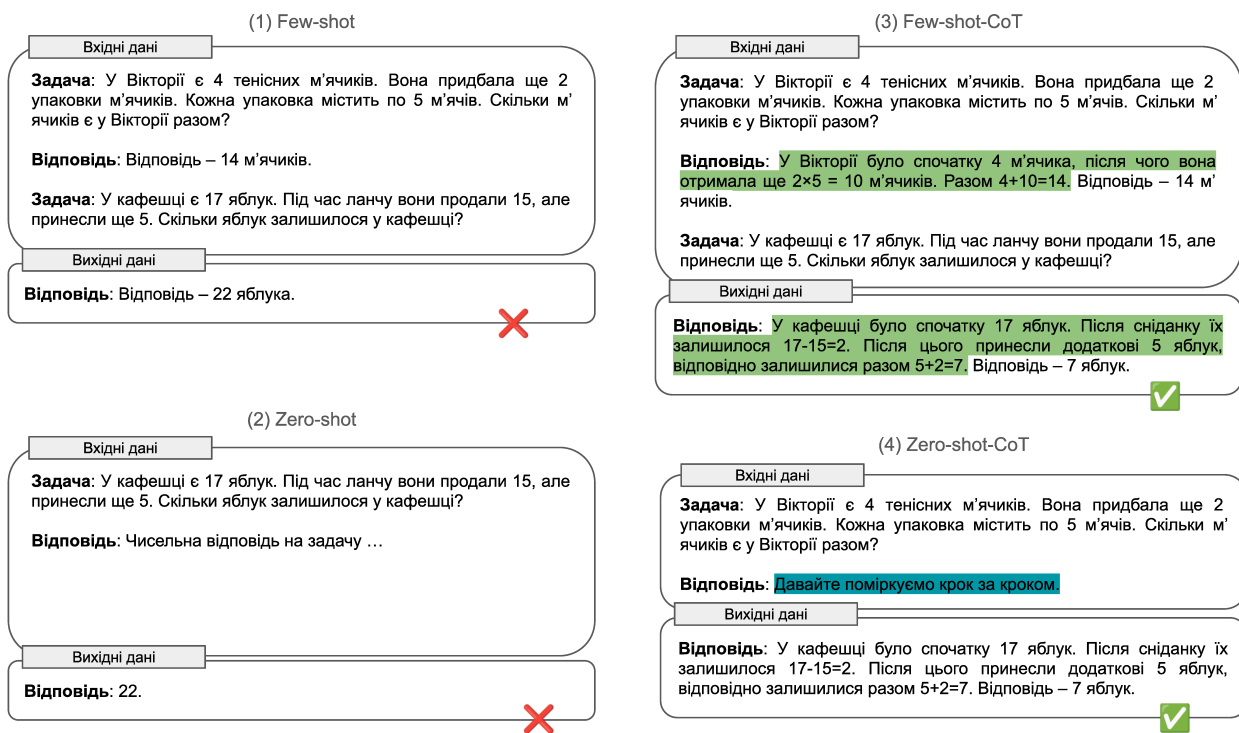 (1) Few-shot
Вхідні дані
Задача: У Вікторії є 4 тенісних м’ячиків. Вона придбала ще 2
упаковки м’ячиків. Кожна упаковка містить по 5 м’ячів. Скільки м’
ячиків є у Вікторії разом?
Відповідь: Відповідь – 14 м’ячиків.
Задача: У кафешці є 17 яблук. Під час ланчу вони продали 15, але
принесли ще 5. Скільки яблук залишилося у кафешці?
Вихідні дані
Відповідь: Відповідь – 22 яблука.
(2) Zero-shot
Вхідні дані
Задача: У кафешці є 17 яблук. Під час ланчу вони продали 15, але
принесли ще 5. Скільки яблук залишилося у кафешці?
Відповідь: Чисельна відповідь на задачу …
Вихідні дані
Відповідь: 22.
(3) Few-shot-CoT
Вхідні дані
Задача: У Вікторії є 4 тенісних м’ячиків. Вона придбала ще 2
упаковки м’ячиків. Кожна упаковка містить по 5 м’ячів. Скільки м’
ячиків є у Вікторії разом?
Відповідь: У Вікторії було спочатку 4 м’ячика, після чого вона
отримала ще 2×5 = 10 м’ячиків. Разом 4+10=14. Відповідь – 14 м’
ячиків.
Задача: У кафешці є 17 яблук. Під час ланчу вони продали 15, але
принесли ще 5. Скільки яблук залишилося у кафешці?
Вихідні дані
Відповідь: У кафешці було спочатку 17 яблук. Після сніданку їх
залишилося 17-15=2. Після цього принесли додаткові 5 яблук,
відповідно залишилися разом 5+2=7. Відповідь – 7 яблук.
(4) Zero-shot-CoT
Вхідні дані
Задача: У Вікторії є 4 тенісних м’ячиків. Вона придбала ще 2
упаковки м’ячиків. Кожна упаковка містить по 5 м’ячів. Скільки м’
ячиків є у Вікторії разом?
Відповідь: Давайте поміркуємо крок за кроком.
Вихідні дані
Відповідь: У кафешці було спочатку 17 яблук. Після сніданку їх
залишилося 17-15=2. Після цього принесли додаткові 5 яблук,
відповідно залишилися разом 5+2=7. Відповідь – 7 яблук.